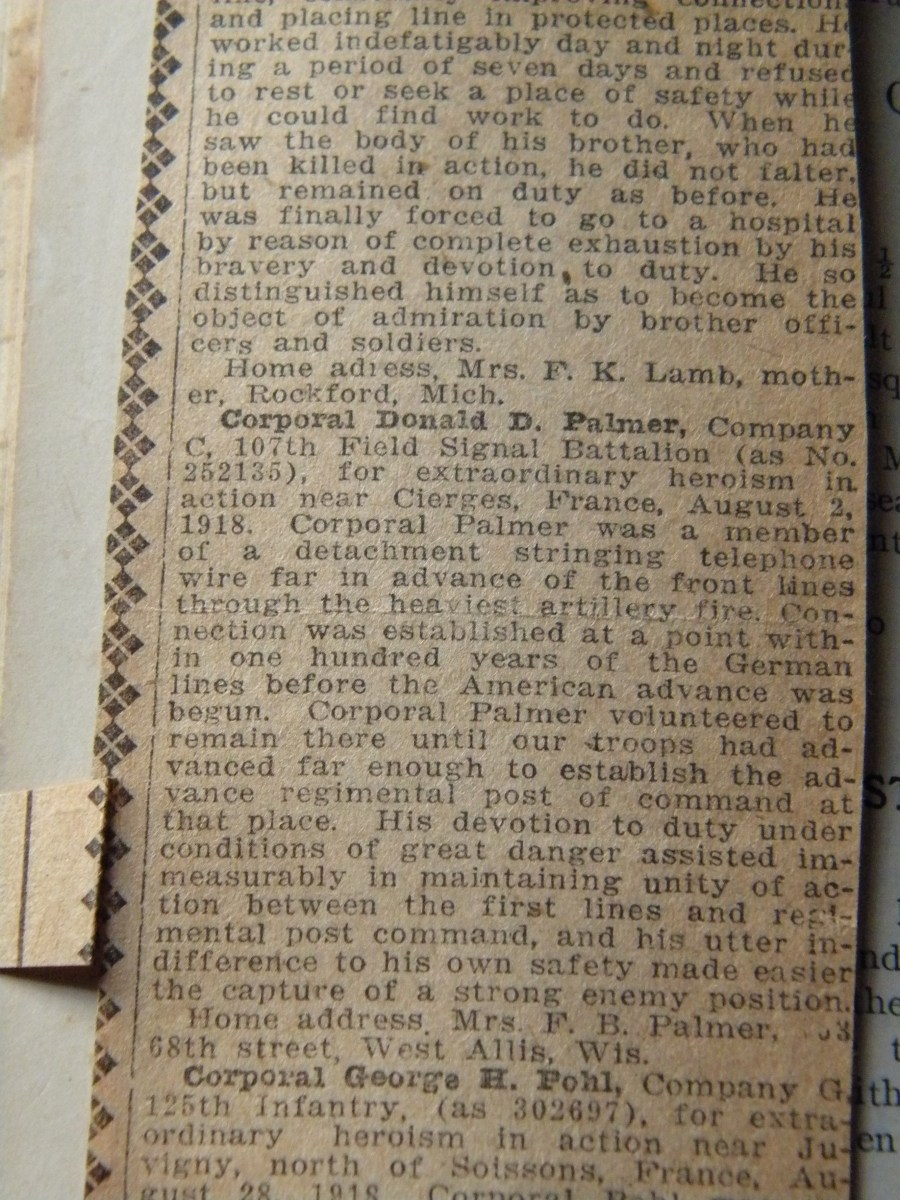 and placing line in protected places. He
worked indefatigably day and night dur-
ing a period of seven days and refused
to rest or seek a place of safety while
he could find work to do. When he
saw the body of his brother, who had
been killed in action, he did not falter,
but remained on duty as before. He
was finally forced to go to a hospital
by reason of complete exhaustion by his
bravery and devotion to duty. He so
distinguished himself as to become the
object of admiration by brother offi-
cers and soldiers.
Home adress, Mrs. F. K. Lamb, moth-
er, Rockford, Mich.
Corporal Donald D. Palmer, Company
C, 107th Field Signal Battalion (as No.
252135), for extraordinary heroism in
action near Cierges, France, August 2,
1918. Corporal Palmer was a member
of a detachment stringing telephone
wire far in advance of the front lines
through the heaviest artillery fire. Con-
nection was established at a point with-
in one hundred years of the German
lines before the American advance was
begun. Corporal Palmer volunteered to
remain there until our troops had ad-
vanced far enough to establish the ad-
vance regimental post of command at
that place. His devotion to duty under
conditions of great danger assisted im-
measurably in maintaining unity of ac-
tion between the first lines and regi-
mental post command, and his utter in-
difference to his own safety made easier
the capture of a strong enemy position.
Home address, Mrs. F. B. Palmer,
68th street, West Allis, Wis.
Corporal George H. Pohl, Company G,
125th Infantry, (as 302697), for extra-
ordinary heroism in action near Ju-
vigny, north of Soissons, France, Au-
gust 28, 1918. Corporal